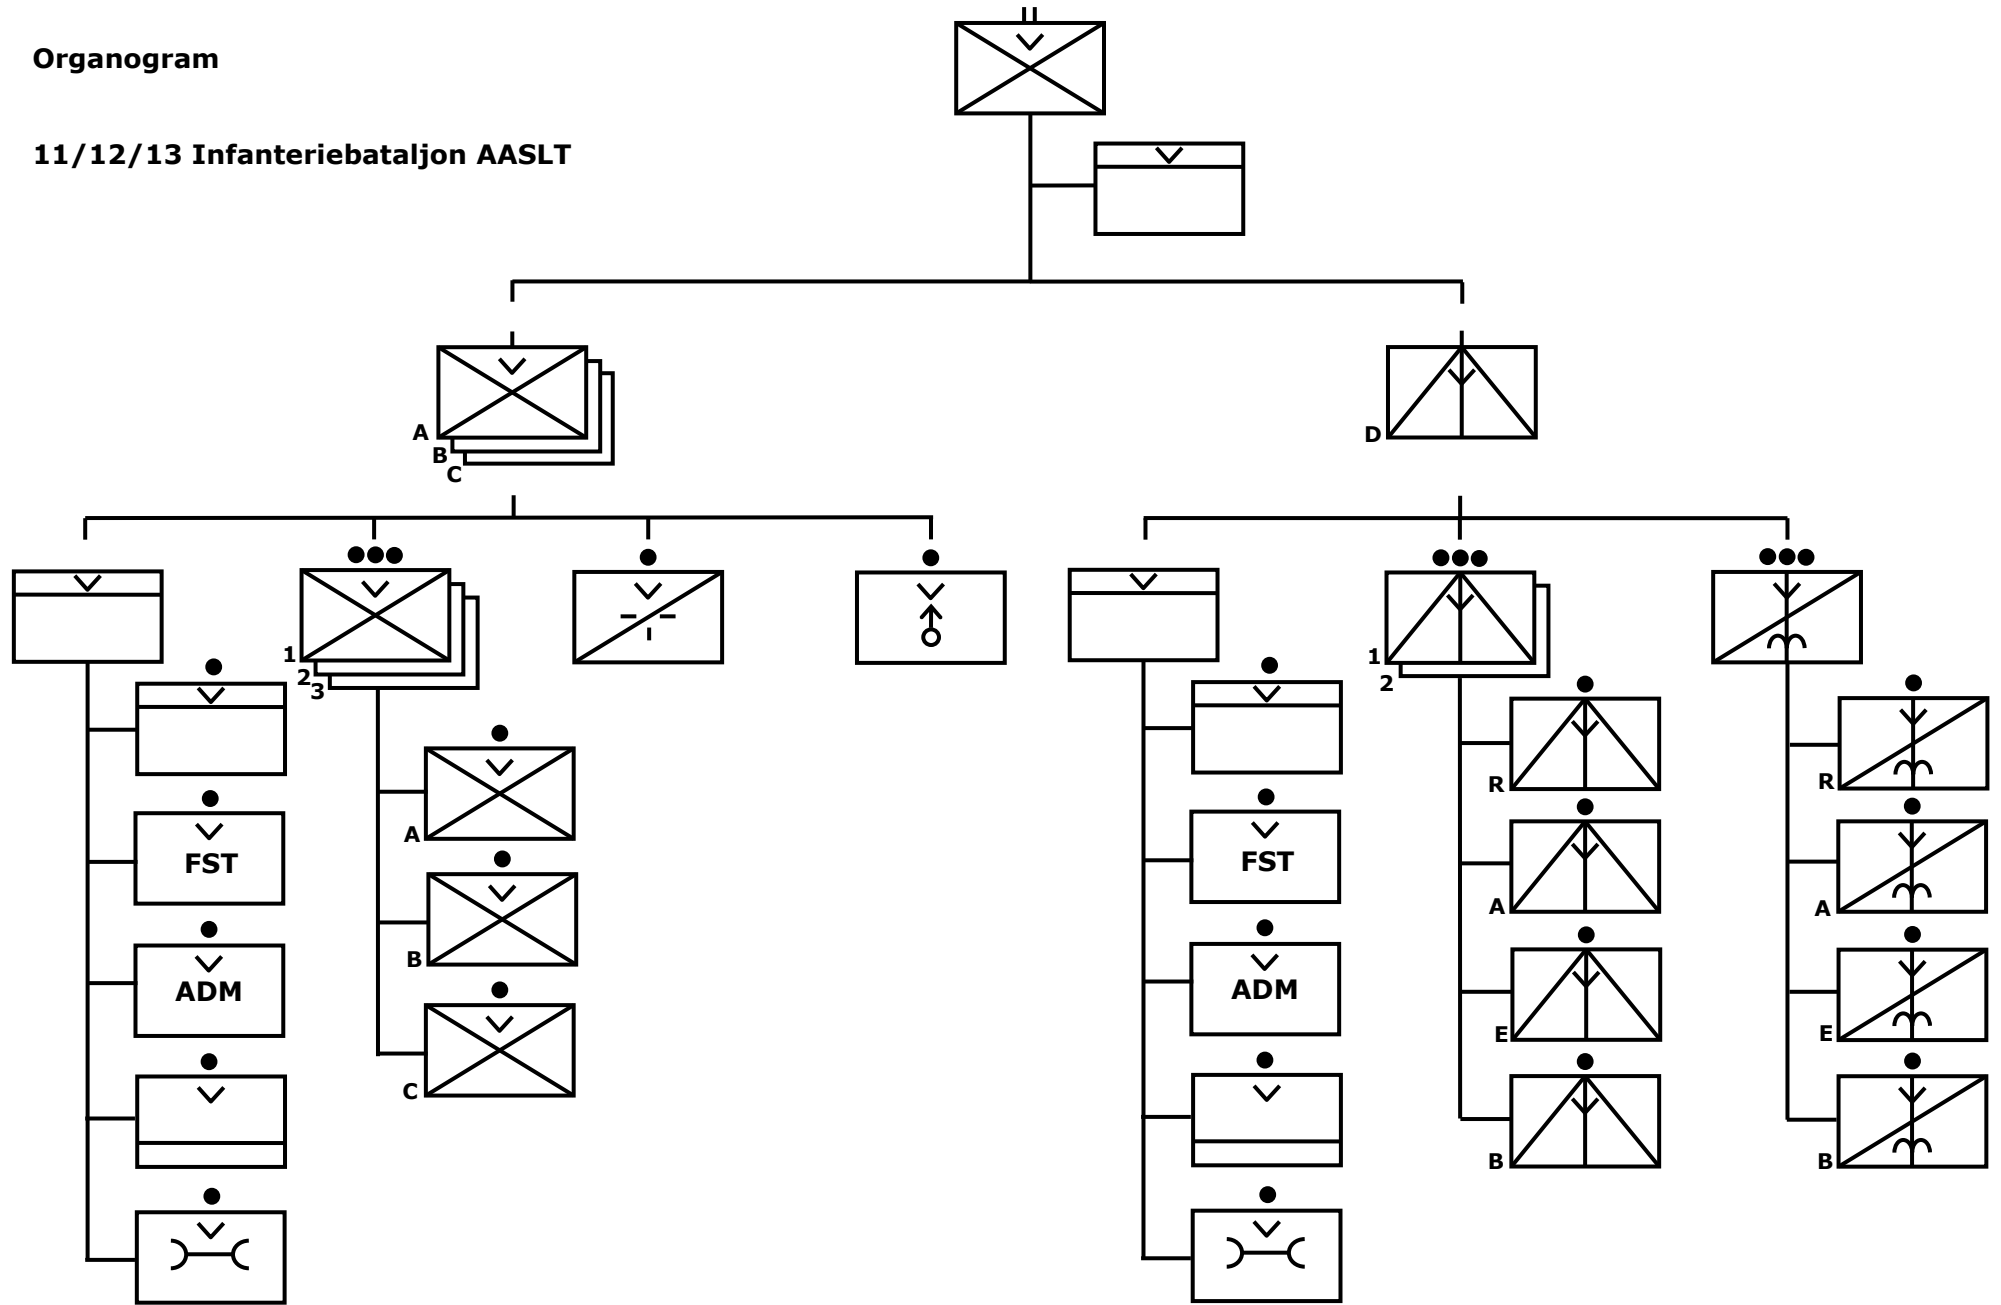 Organogram
11/12/13 Infanteriebataljon AASLT
A
B
C
D
1
2
3
1
2
A
B
C
FST
ADM
FST
ADM
R
A
E
B
R
A
E
B